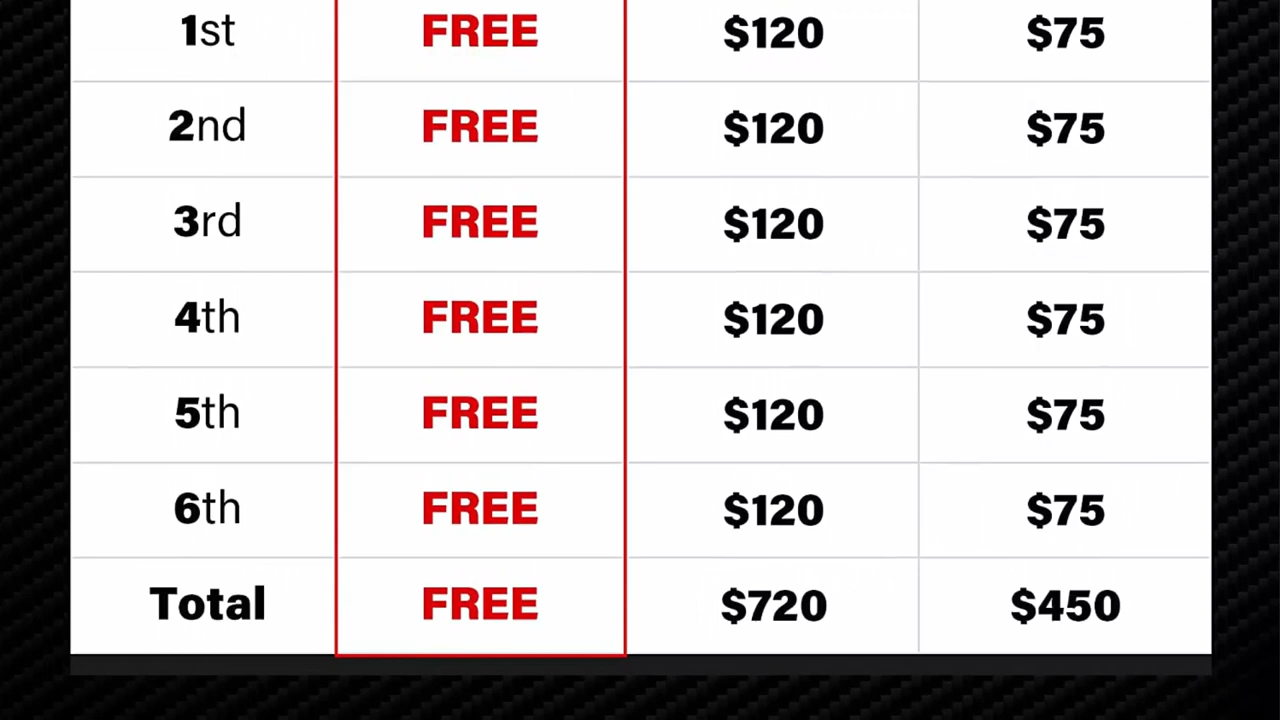 1st FREE $120 $75
2nd FREE $120 $75
3rd FREE $120 $75
4th FREE $120 $75
5th FREE $120 $75
6th FREE $120 $75
Total FREE $720 $450